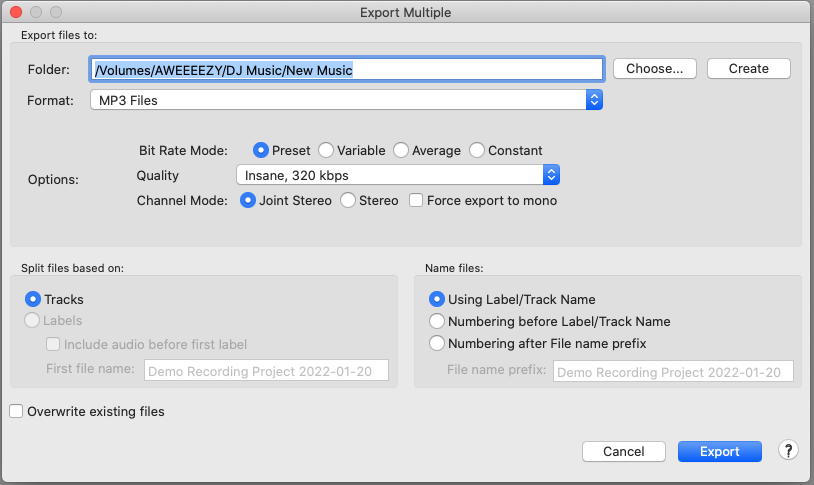 Export Multiple
Export files to:
Folder: /Volumes/AWEEEEZY/DJ Music/New Music Choose... Create
Format: MP3 Files
Bit Rate Mode: Preset Variable Average Constant
Options: Quality Insane, 320 kbps
Channel Mode: Joint Stereo Stereo Force export to mono
Split files based on:
Tracks
Labels
Include audio before first label
First file name: Demo Recording Project 2022-01-20
Name files:
Using Label/Track Name
Numbering before Label/Track Name
Numbering after File name prefix
File name prefix: Demo Recording Project 2022-01-20
Overwrite existing files
Cancel Export ?